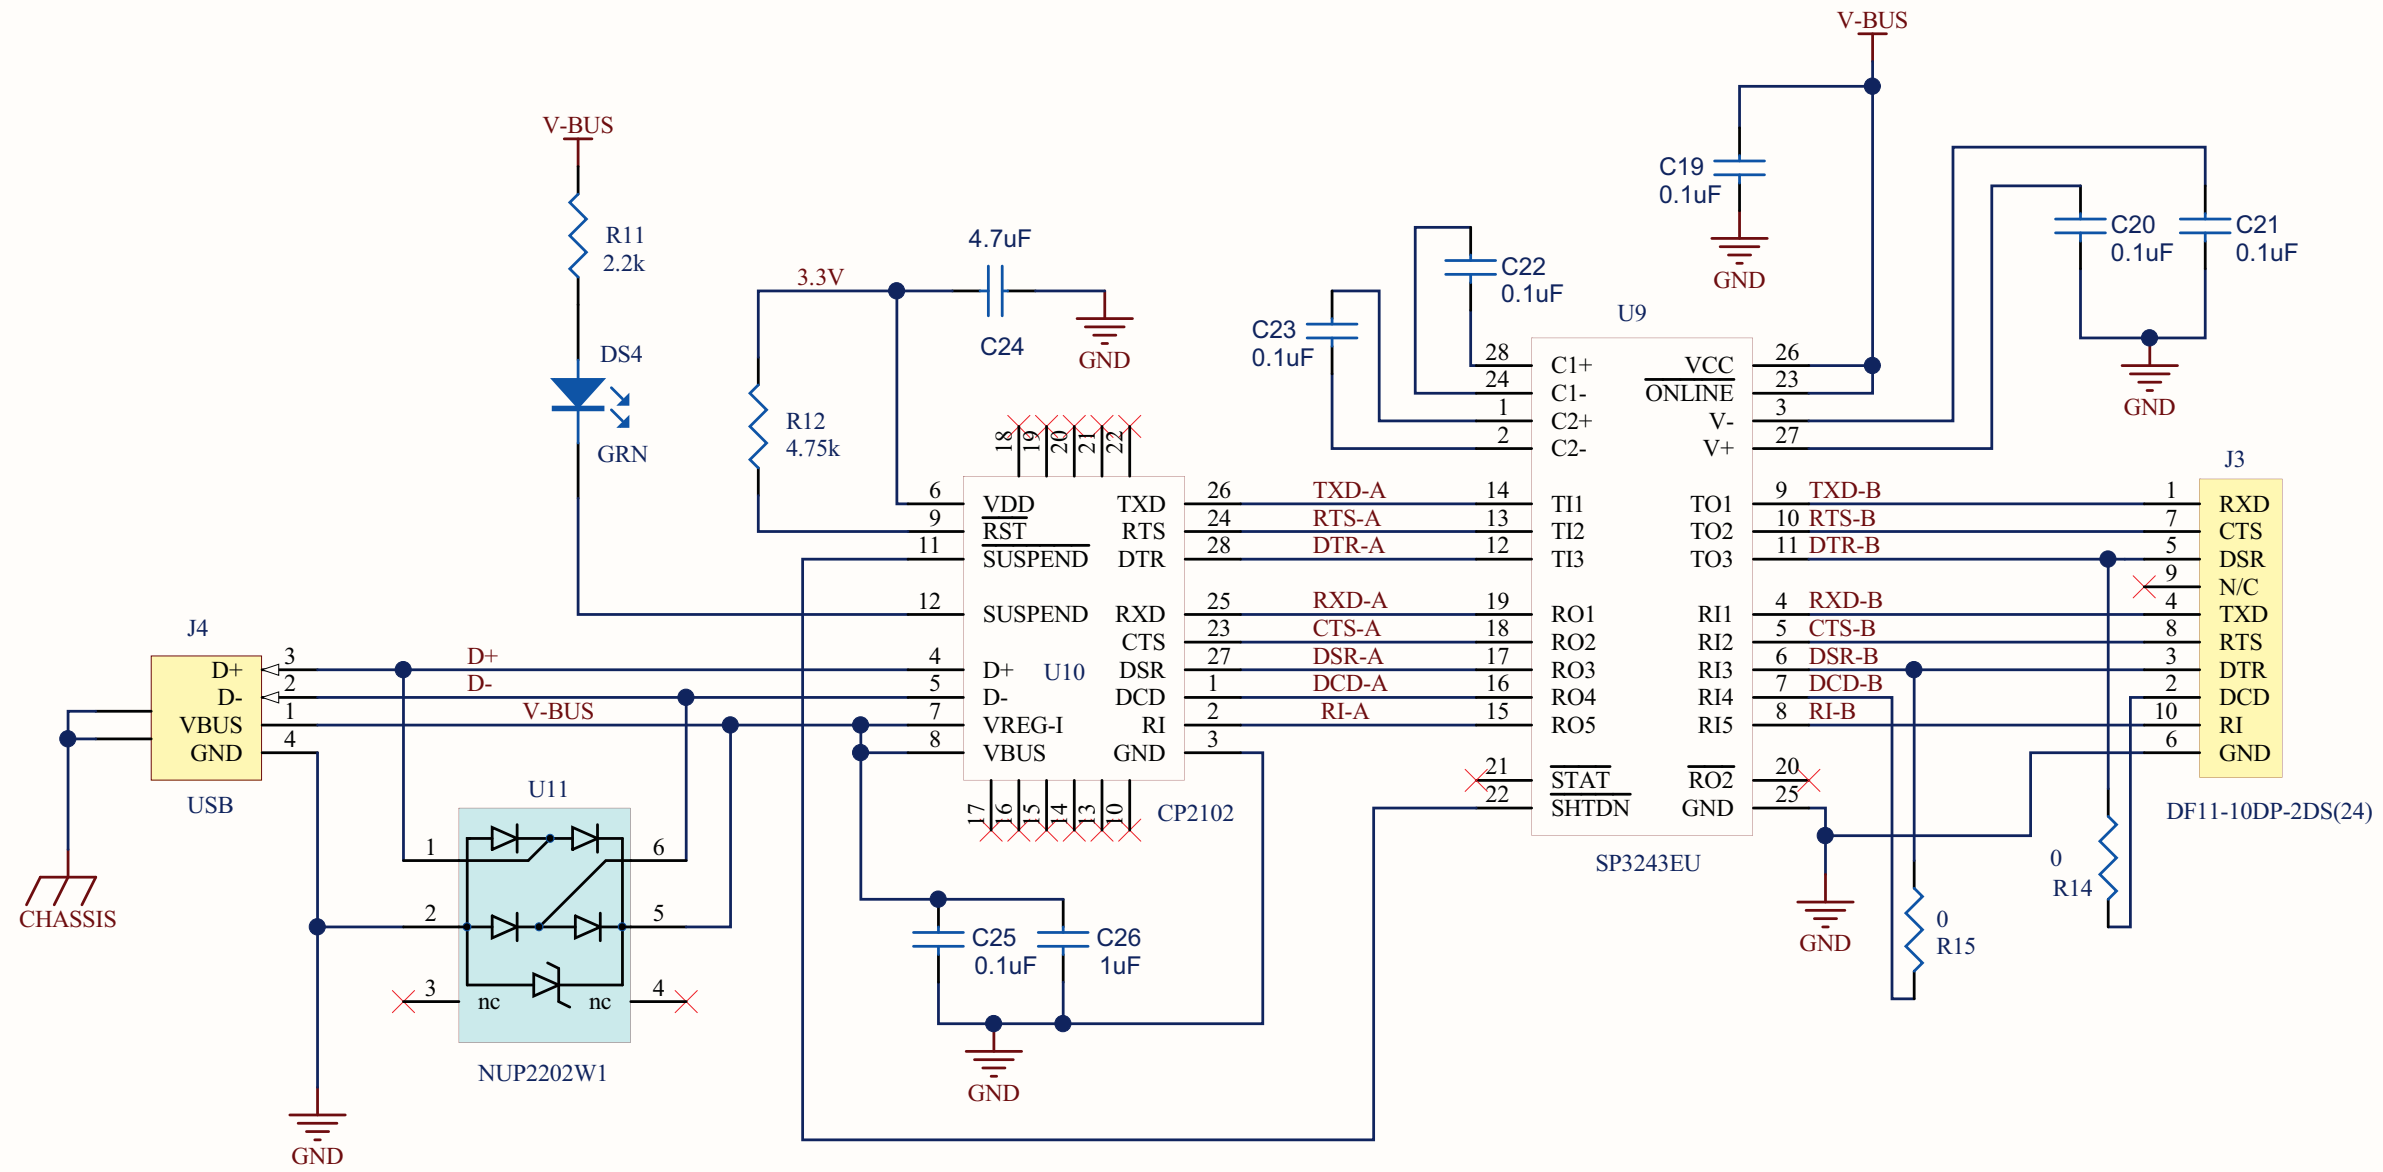 V-BUS
V-BUS
R11
2.2k
DS4
GRN
3.3V
4.7uF
C24
GND
R12
4.75k
C19
0.1uF
GND
C20
0.1uF
C21
0.1uF
GND
C22
0.1uF
C23
0.1uF
U9
28 C1+ VCC 26
24 C1- ONLINE 23
1 C2+ V- 3
2 C2- V+ 27
14 TI1 TO1 9 TXD-B
13 TI2 TO2 10 RTS-B
12 TI3 TO3 11 DTR-B
19 RO1 RI1 4 RXD-B
18 RO2 RI2 5 CTS-B
17 RO3 RI3 6 DSR-B
16 RO4 RI4 7 DCD-B
15 RO5 RI5 8 RI-B
21 STAT RO2 20
22 SHTDN GND 25
SP3243EU
GND
18 19 20 21 22
6 VDD TXD 26 TXD-A
9 RST RTS 24 RTS-A
11 SUSPEND DTR 28 DTR-A
12 SUSPEND RXD 25 RXD-A
CTS 23 CTS-A
4 D+ U10 DSR 27 DSR-A
5 D- DCD 1 DCD-A
7 VREG-I RI 2 RI-A
8 VBUS GND 3
17 16 15 14 13 10
CP2102
J4
D+ 3 D+
D- 2 D-
VBUS 1 V-BUS
GND 4
USB
CHASSIS
GND
U11
1 6
2 5
3 nc nc 4
NUP2202W1
C25
0.1uF
C26
1uF
GND
J3
1 RXD
7 CTS
5 DSR
9 N/C
4 TXD
8 RTS
3 DTR
2 DCD
10 RI
6 GND
DF11-10DP-2DS(24)
0
R14
0
R15